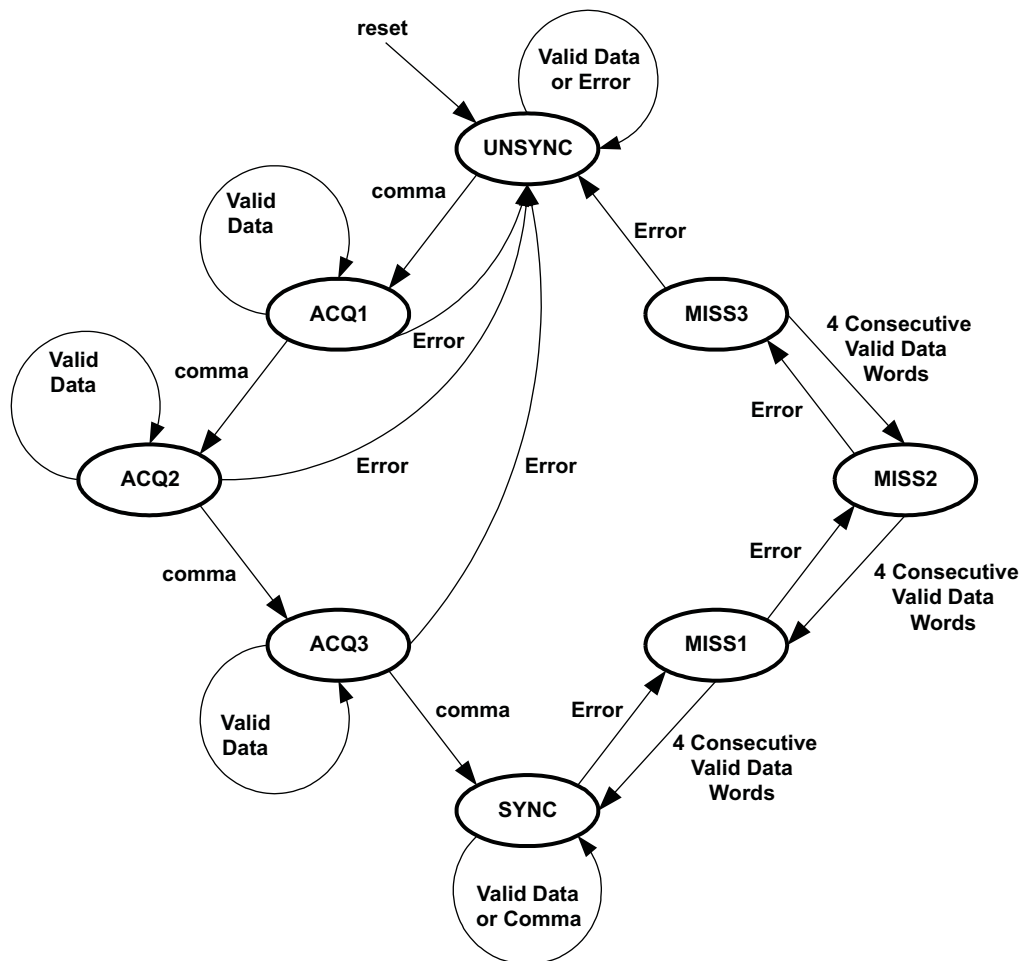 reset
Valid Data
or Error
UNSYNC
comma
Valid
Data
Error
ACQ1
MISS3
Error
4 Consecutive
Valid Data
Words
comma
Valid
Data
Error
Error
Error
ACQ2
MISS2
comma
Error
4 Consecutive
Valid Data
Words
ACQ3
MISS1
Valid
Data
comma
Error
4 Consecutive
Valid Data
Words
SYNC
Valid Data
or Comma